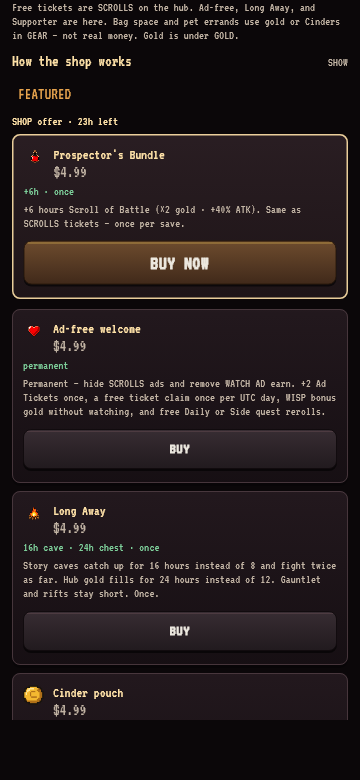 Free tickets are SCROLLS on the hub. Ad-free, Long Away, and
Supporter are here. Bag space and pet errands use gold or Cinders
in GEAR – not real money. Gold is under GOLD.
How the shop works
SHOW
FEATURED
SHOP offer · 23h left
Prospector's Bundle
$4.99
+6h · once
+6 hours Scroll of Battle (×2 gold · +40% ATK). Same as
SCROLLS tickets – once per save.
BUY NOW
Ad-free welcome
$4.99
permanent
Permanent – hide SCROLLS ads and remove WATCH AD earn. +2 Ad
Tickets once, a free ticket claim once per UTC day, WISP bonus
gold without watching, and free Daily or Side quest rerolls.
BUY
Long Away
$4.99
16h cave · 24h chest · once
Story caves catch up for 16 hours instead of 8 and fight twice
as far. Hub gold fills for 24 hours instead of 12. Gauntlet
and rifts stay short. Once.
BUY
Cinder pouch
$4.99